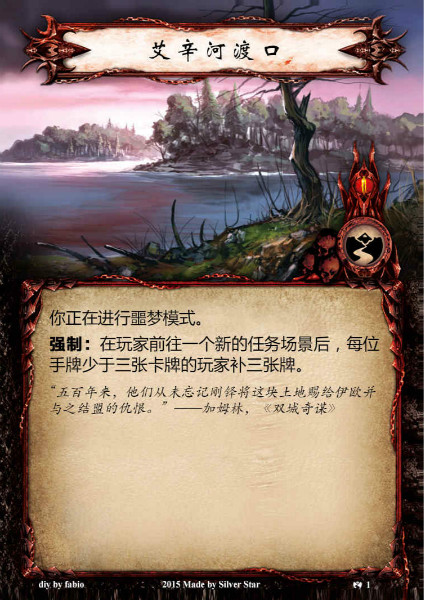 艾辛河渡口
你正在进行噩梦模式。
强制：在玩家前往一个新的任务场景后，每位
手牌少于三张卡牌的玩家补三张牌。
“五百年来，他们从未忘记刚铎将这块土地赐给伊欧并
与之结盟的仇恨。”——加姆林，《双城奇谋》
diy by fabio
2015 Made by Silver Star
1